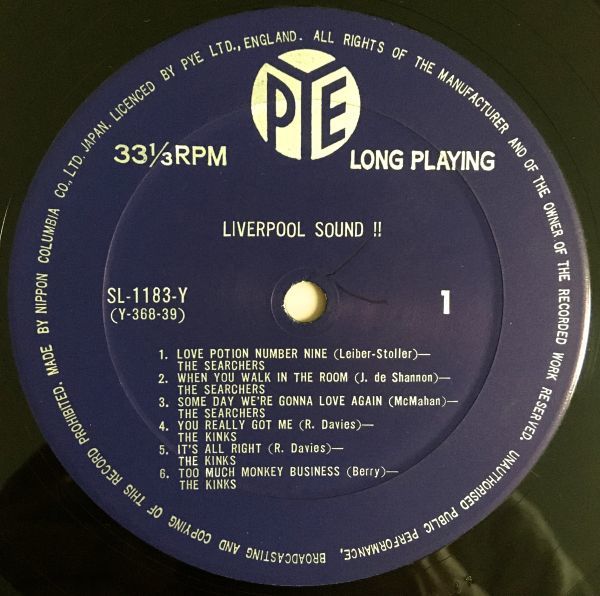 MADE BY NIPPON COLUMBIA CO., LTD. JAPAN. LICENCED BY PYE LTD., ENGLAND. ALL RIGHTS OF THE MANUFACTURER AND OF THE OWNER OF THE RECORDED WORK RESERVED. UNAUTHORISED PUBLIC PERFORMANCE, BROADCASTING AND COPYING OF THIS RECORD PROHIBITED.
PYE
33⅓RPM
LONG PLAYING
LIVERPOOL SOUND !!
SL-1183-Y
(Y-368-39)
1
1. LOVE POTION NUMBER NINE (Leiber-Stoller)—
THE SEARCHERS
2. WHEN YOU WALK IN THE ROOM (J. de Shannon)—
THE SEARCHERS
3. SOME DAY WE'RE GONNA LOVE AGAIN (McMahan)—
THE SEARCHERS
4. YOU REALLY GOT ME (R. Davies)—
THE KINKS
5. IT'S ALL RIGHT (R. Davies)—
THE KINKS
6. TOO MUCH MONKEY BUSINESS (Berry)—
THE KINKS